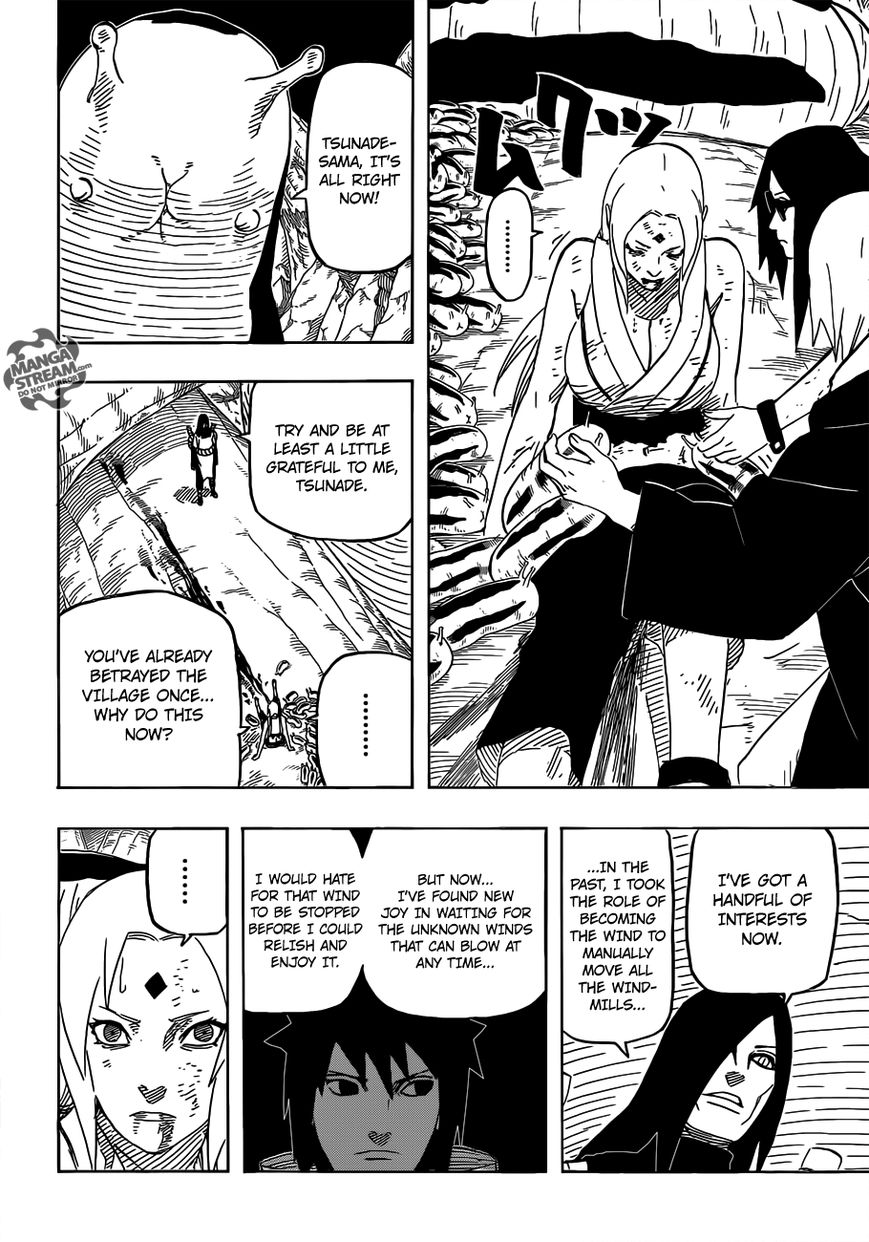 ムクッ
........
TSUNADE-
SAMA, IT'S
ALL RIGHT
NOW!
TRY AND BE
AT LEAST A
LITTLE
GRATEFUL TO ME,
TSUNADE.
........
YOU'VE ALREADY
BETRAYED THE
VILLAGE ONCE...
WHY DO THIS
NOW?
I'VE GOT A
HANDFUL OF
INTERESTS
NOW.
...IN THE
PAST, I TOOK
THE ROLE OF
BECOMING
THE WIND TO
MANUALLY
MOVE ALL
THE WIND-
MILLS...
BUT NOW...
I'VE FOUND NEW
JOY IN WAITING FOR
THE UNKNOWN WINDS
THAT CAN BLOW AT
ANY TIME...
I WOULD HATE
FOR THAT WIND
TO BE STOPPED
BEFORE I COULD
RELISH AND
ENJOY IT.
......
MANGA
STREAM.com
DO NOT MIRROR